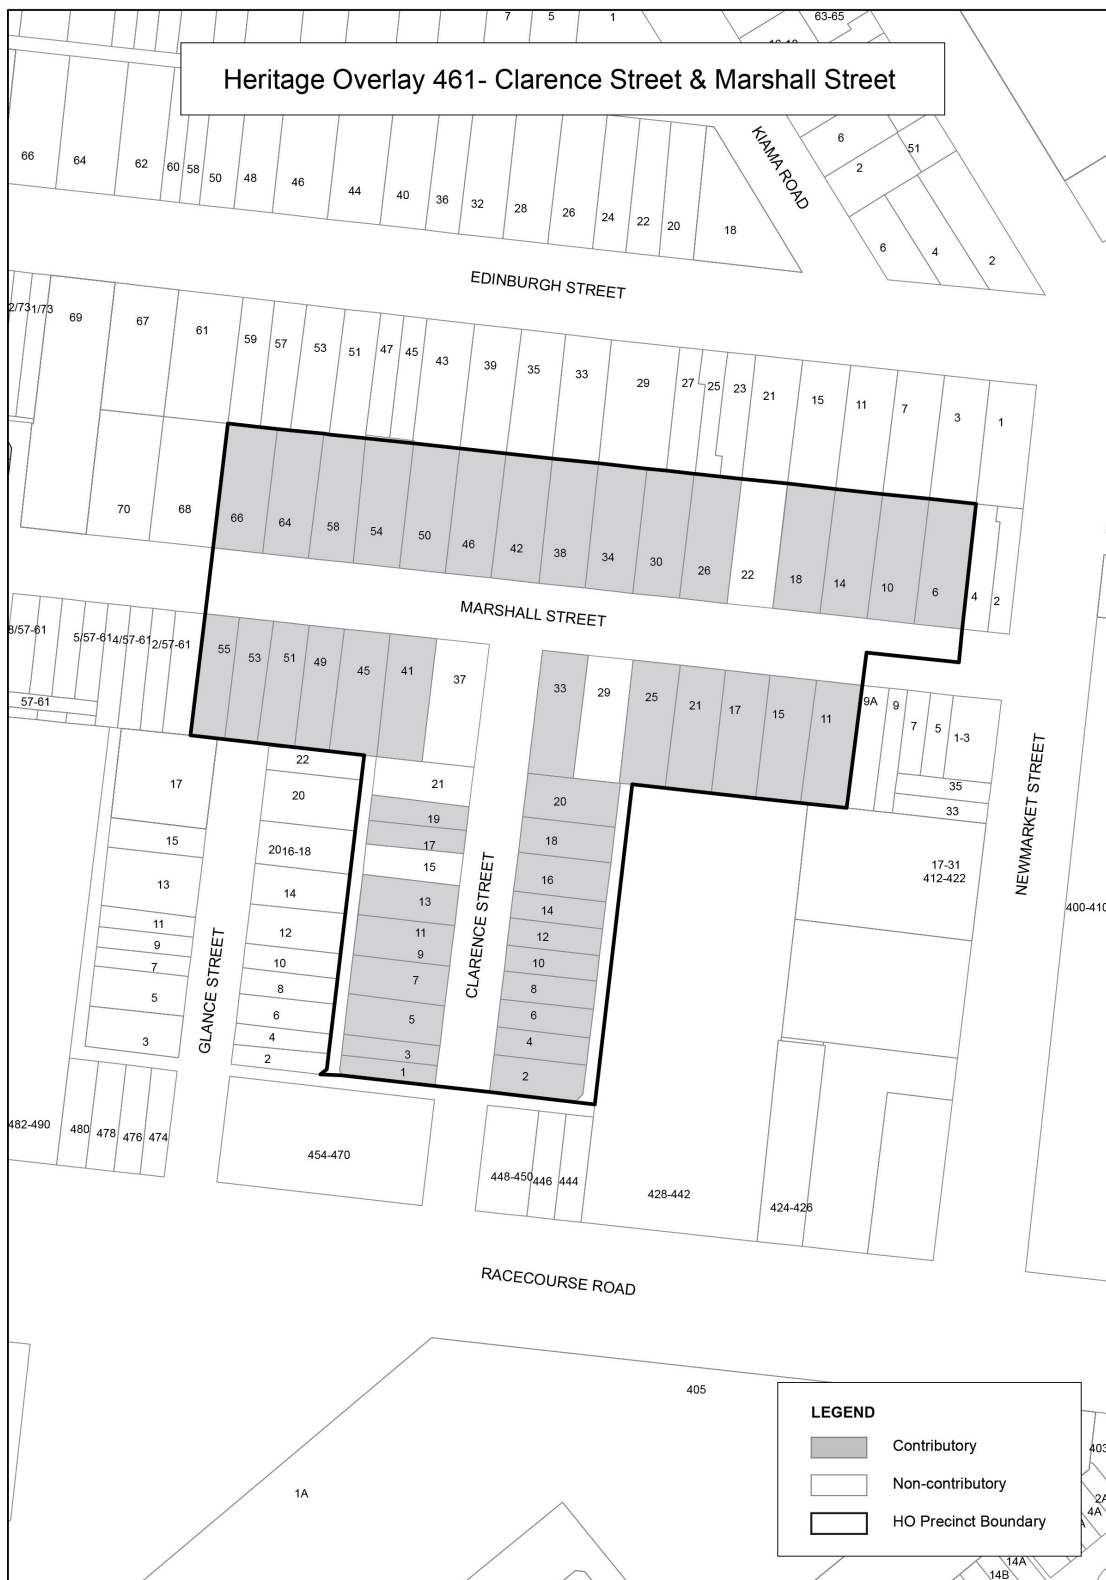 7 5 1 63-65
Heritage Overlay 461- Clarence Street & Marshall Street
KIAMA ROAD
6 51
2
6 4 2
66 64 62 60 58 50 48 46 44 40 36 32 28 26 24 22 20 18
EDINBURGH STREET
2/73 1/73 69 67 61 59 57 53 51 47 45 43 39 35 33 29 27 25 23 21 15 11 7 3 1
70 68 66 64 58 54 50 46 42 38 34 30 26 22 18 14 10 6 4 2
MARSHALL STREET
8/57-61 5/57-61 4/57-61 2/57-61 55 53 51 49 45 41 37 33 29 25 21 17 15 11 9A 9 7 5 1-3
57-61
35
33
NEWMARKET STREET
17-31
412-422
400-410
17
15
13
11
9
7
5
3
GLANCE STREET
22
20
20 16-18
14
12
10
8
6
4
2
21
19
17
15
13
11
9
7
5
3
1
CLARENCE STREET
20
18
16
14
12
10
8
6
4
2
482-490 480 478 476 474 454-470 448-450 446 444 428-442 424-426
RACECOURSE ROAD
405
1A
LEGEND
Contributory
Non-contributory
HO Precinct Boundary
403
2A
4A
14A
14B